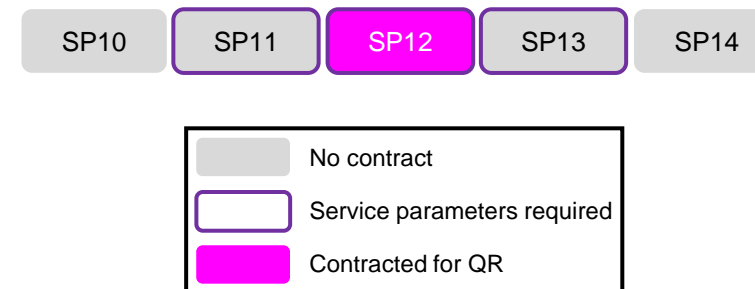 SP10 SP11 SP12 SP13 SP14
No contract
Service parameters required
Contracted for QR